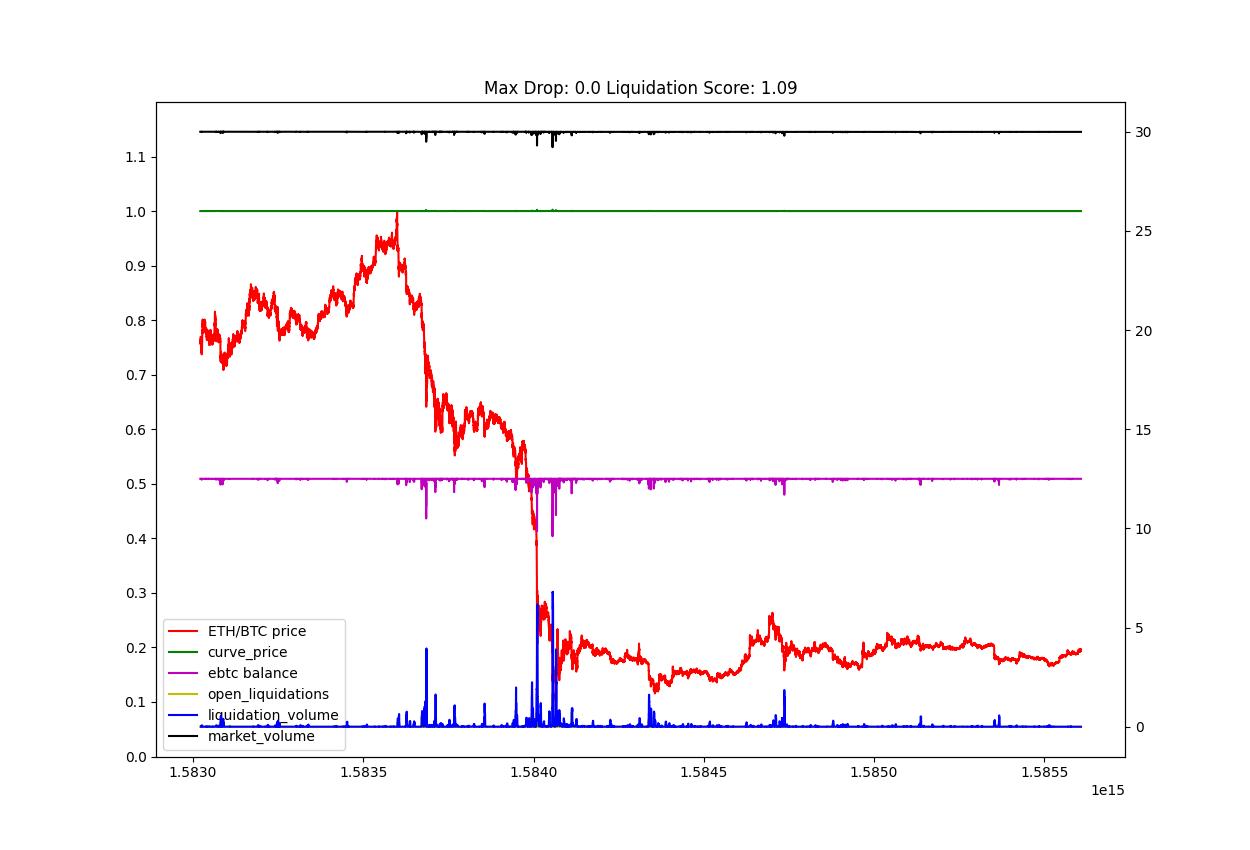 Max Drop: 0.0 Liquidation Score: 1.09
1.1
1.0
0.9
0.8
0.7
0.6
0.5
0.4
0.3
0.2
0.1
0.0
30
25
20
15
10
5
0
ETH/BTC price
curve_price
ebtc balance
open_liquidations
liquidation_volume
market_volume
1.5830 1.5835 1.5840 1.5845 1.5850 1.5855
1e15